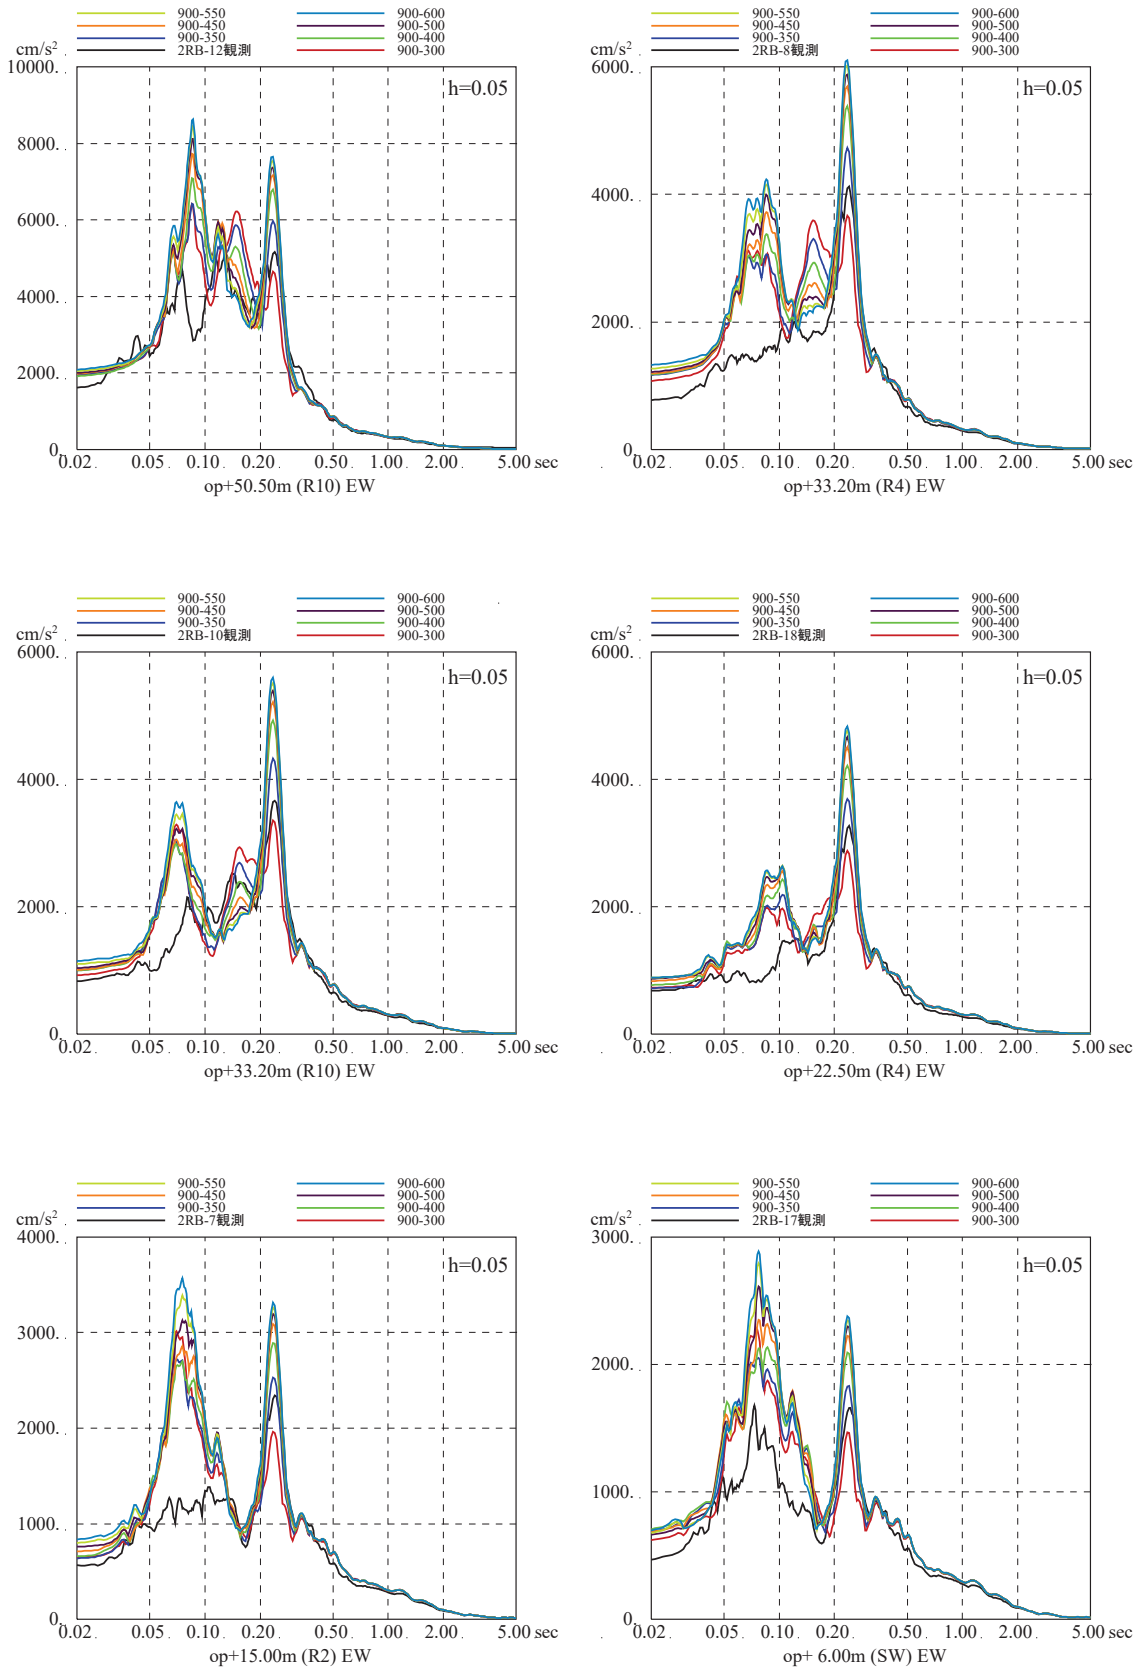 900-550 900-600
900-450 900-500
900-350 900-400
2RB-12観測 900-300
cm/s²
h=0.05
10000.
8000.
6000.
4000.
2000.
0.
0.02 0.05 0.10 0.20 0.50 1.00 2.00 5.00 sec
op+50.50m (R10) EW
900-550 900-600
900-450 900-500
900-350 900-400
2RB-8観測 900-300
cm/s²
h=0.05
6000.
4000.
2000.
0.
0.02 0.05 0.10 0.20 0.50 1.00 2.00 5.00 sec
op+33.20m (R4) EW
900-550 900-600
900-450 900-500
900-350 900-400
2RB-10観測 900-300
cm/s²
h=0.05
6000.
4000.
2000.
0.
0.02 0.05 0.10 0.20 0.50 1.00 2.00 5.00 sec
op+33.20m (R10) EW
900-550 900-600
900-450 900-500
900-350 900-400
2RB-18観測 900-300
cm/s²
h=0.05
6000.
4000.
2000.
0.
0.02 0.05 0.10 0.20 0.50 1.00 2.00 5.00 sec
op+22.50m (R4) EW
900-550 900-600
900-450 900-500
900-350 900-400
2RB-7観測 900-300
cm/s²
h=0.05
4000.
3000.
2000.
1000.
0.
0.02 0.05 0.10 0.20 0.50 1.00 2.00 5.00 sec
op+15.00m (R2) EW
900-550 900-600
900-450 900-500
900-350 900-400
2RB-17観測 900-300
cm/s²
h=0.05
3000.
2000.
1000.
0.
0.02 0.05 0.10 0.20 0.50 1.00 2.00 5.00 sec
op+ 6.00m (SW) EW